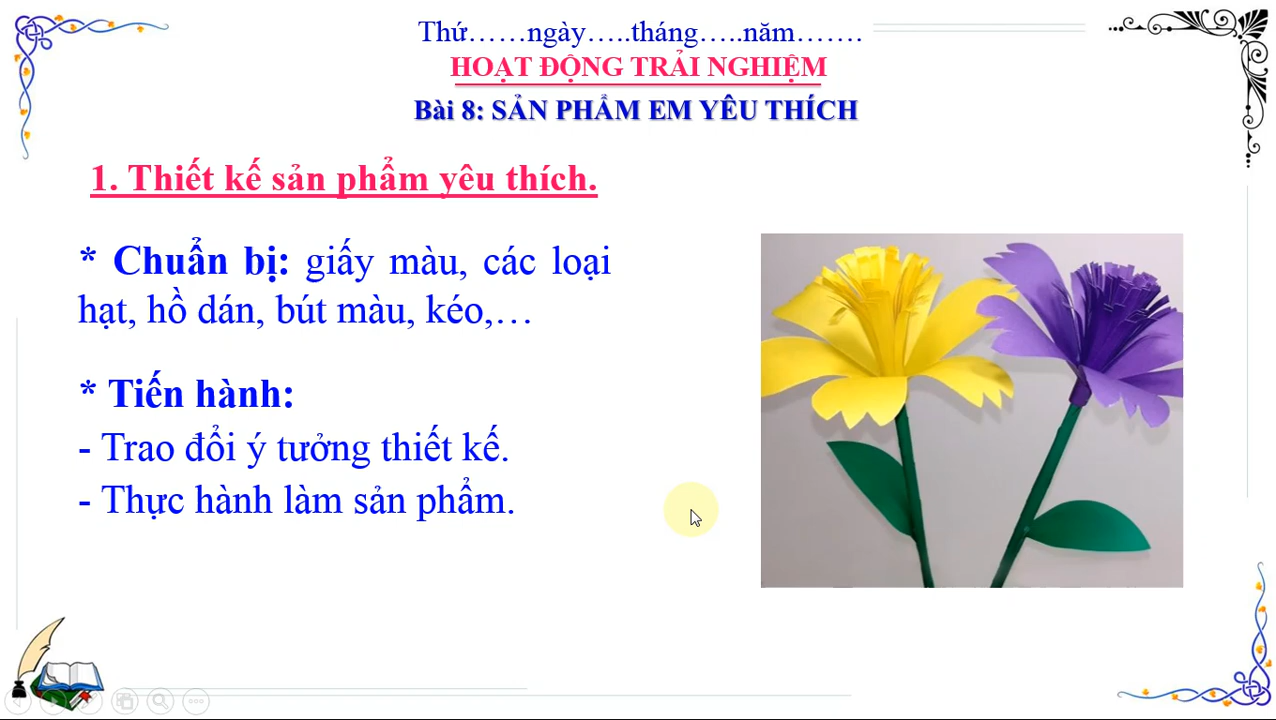 Thứ……ngày…..tháng…..năm…….
HOẠT ĐỘNG TRẢI NGHIỆM
Bài 8: SẢN PHẨM EM YÊU THÍCH
1. Thiết kế sản phẩm yêu thích.
* Chuẩn bị: giấy màu, các loại
hạt, hồ dán, bút màu, kéo,…
* Tiến hành:
- Trao đổi ý tưởng thiết kế.
- Thực hành làm sản phẩm.